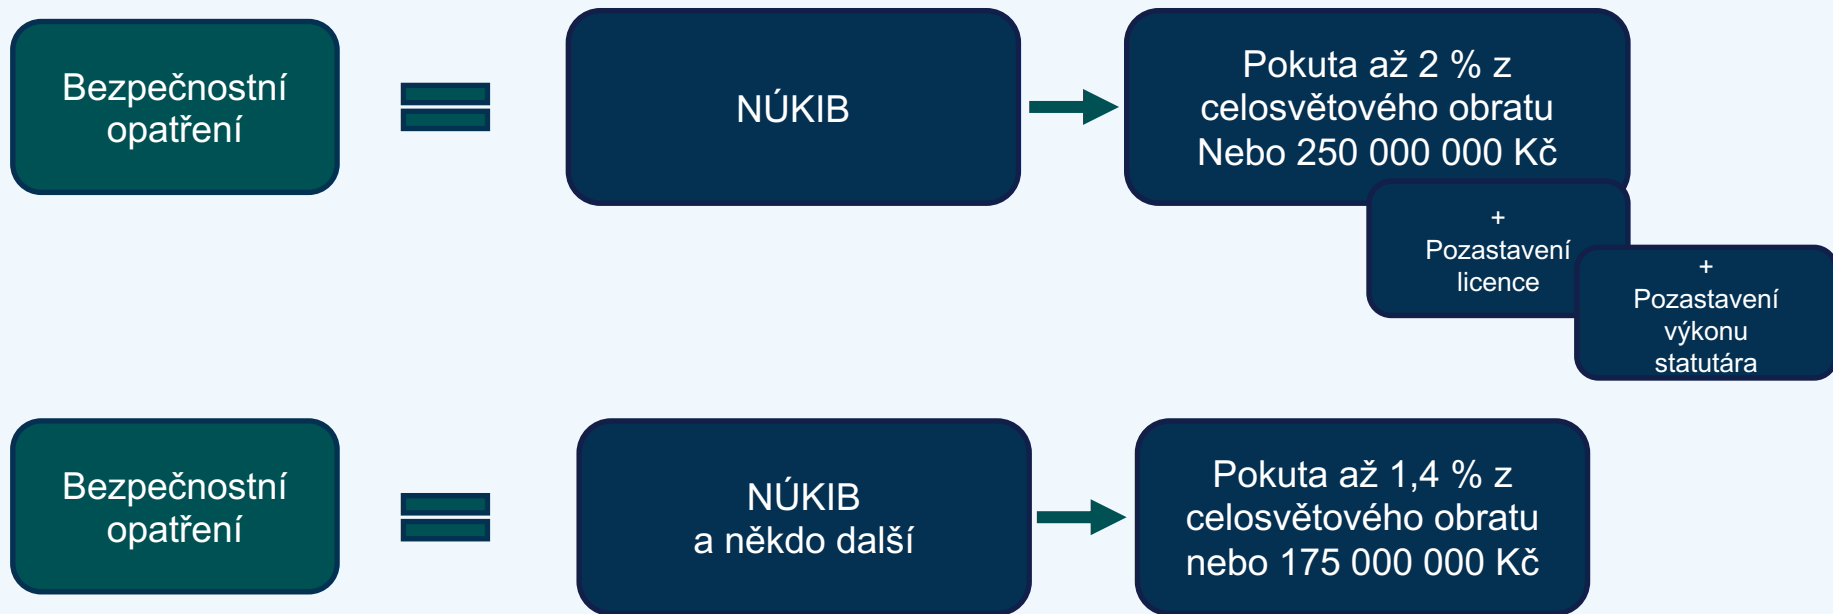 Bezpečnostní
opatření
NÚKIB
Pokuta až 2 % z
celosvětového obratu
Nebo 250 000 000 Kč
+
Pozastavení
licence
+
Pozastavení
výkonu
statutára
Bezpečnostní
opatření
NÚKIB
a někdo další
Pokuta až 1,4 % z
celosvětového obratu
nebo 175 000 000 Kč